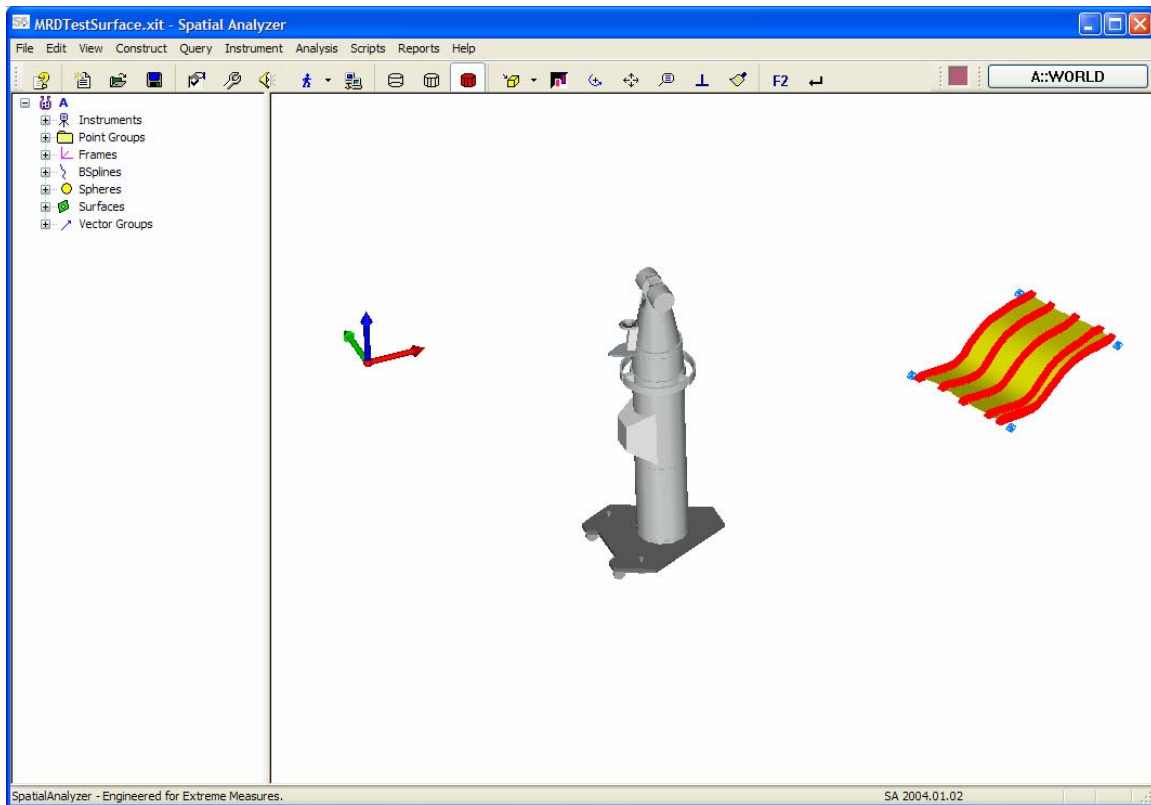 MRDTestSurface.xit - Spatial Analyzer
File Edit View Construct Query Instrument Analysis Scripts Reports Help
F2 A::WORLD
A
Instruments
Point Groups
Frames
BSplines
Spheres
Surfaces
Vector Groups
SpatialAnalyzer - Engineered for Extreme Measures. SA 2004.01.02